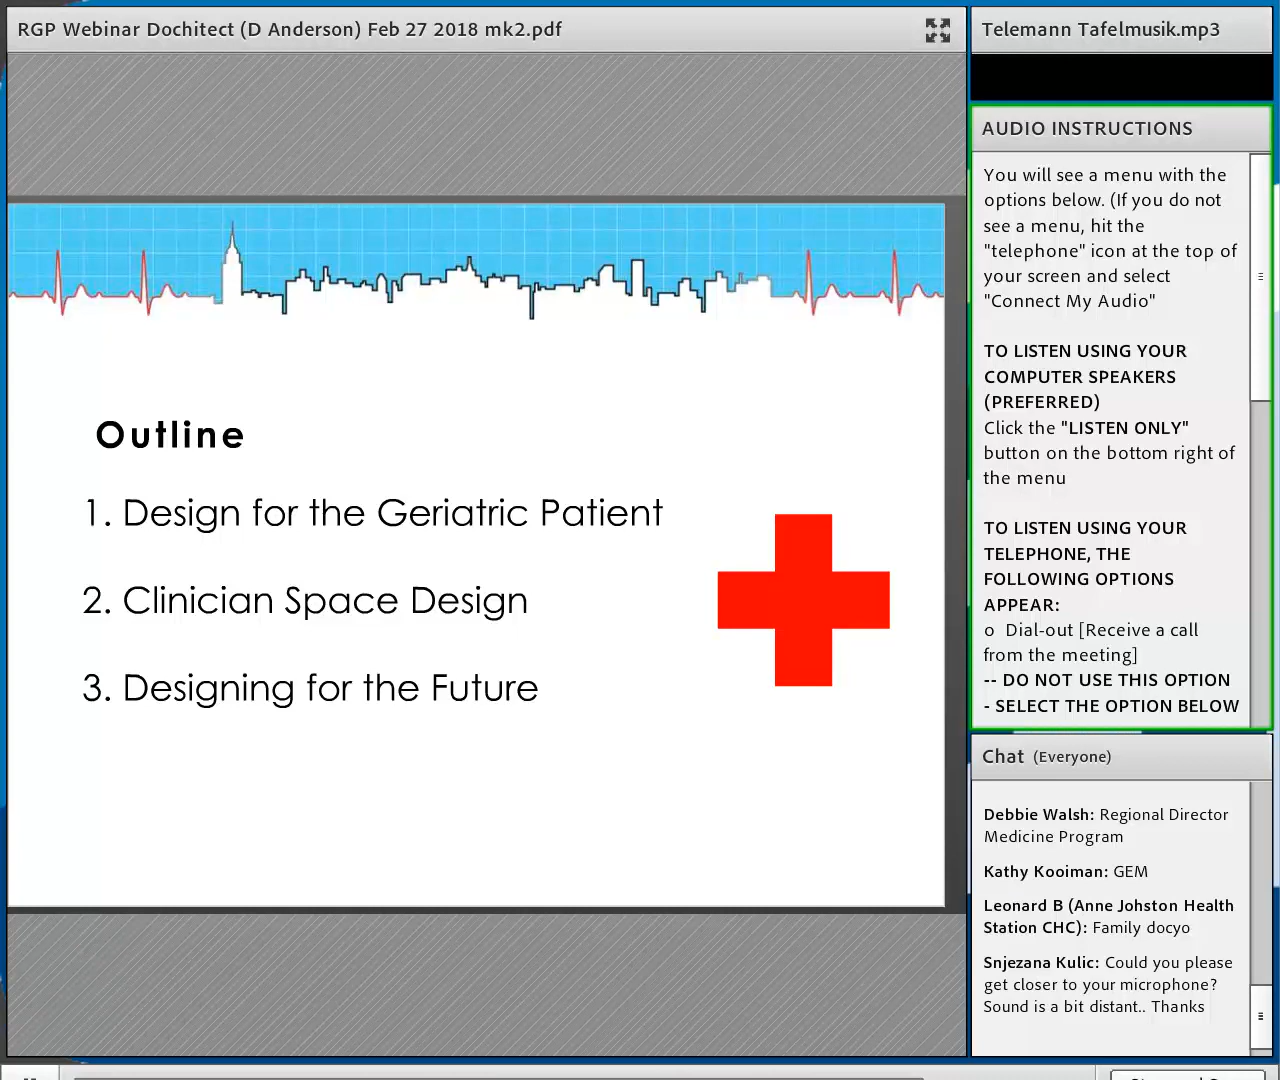 RGP Webinar Dochitect (D Anderson) Feb 27 2018 mk2.pdf
Outline
1. Design for the Geriatric Patient
2. Clinician Space Design
3. Designing for the Future
Telemann Tafelmusik.mp3
AUDIO INSTRUCTIONS
You will see a menu with the
options below. (If you do not
see a menu, hit the
"telephone" icon at the top of
your screen and select
"Connect My Audio"
TO LISTEN USING YOUR
COMPUTER SPEAKERS
(PREFERRED)
Click the "LISTEN ONLY"
button on the bottom right of
the menu
TO LISTEN USING YOUR
TELEPHONE, THE
FOLLOWING OPTIONS
APPEAR:
o Dial-out [Receive a call
from the meeting]
-- DO NOT USE THIS OPTION
- SELECT THE OPTION BELOW
Chat (Everyone)
Debbie Walsh: Regional Director
Medicine Program
Kathy Kooiman: GEM
Leonard B (Anne Johston Health
Station CHC): Family docyo
Snjezana Kulic: Could you please
get closer to your microphone?
Sound is a bit distant.. Thanks